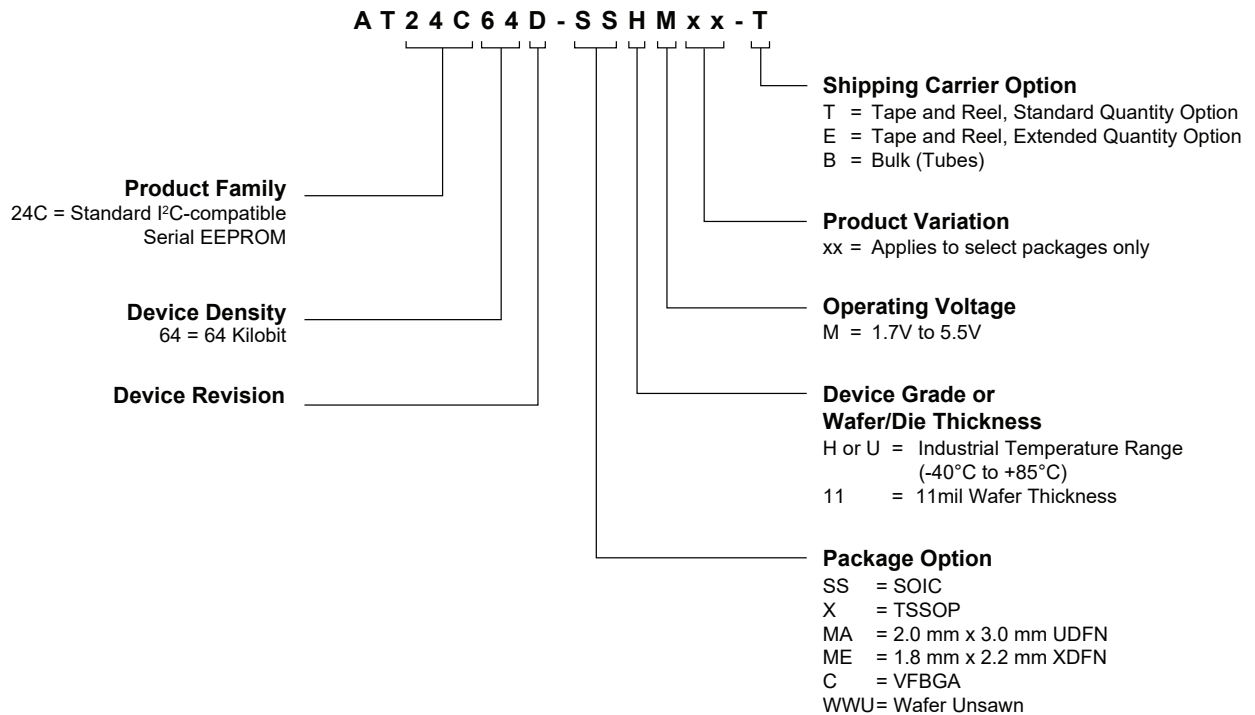 AT24C64D-SSHMxx-T
Product Family
24C = Standard I²C-compatible
Serial EEPROM
Device Density
64 = 64 Kilobit
Device Revision
Shipping Carrier Option
T = Tape and Reel, Standard Quantity Option
E = Tape and Reel, Extended Quantity Option
B = Bulk (Tubes)
Product Variation
xx = Applies to select packages only
Operating Voltage
M = 1.7V to 5.5V
Device Grade or
Wafer/Die Thickness
H or U = Industrial Temperature Range
(-40°C to +85°C)
11 = 11mil Wafer Thickness
Package Option
SS = SOIC
X = TSSOP
MA = 2.0 mm x 3.0 mm UDFN
ME = 1.8 mm x 2.2 mm XDFN
C = VFBGA
WWU= Wafer Unsawn